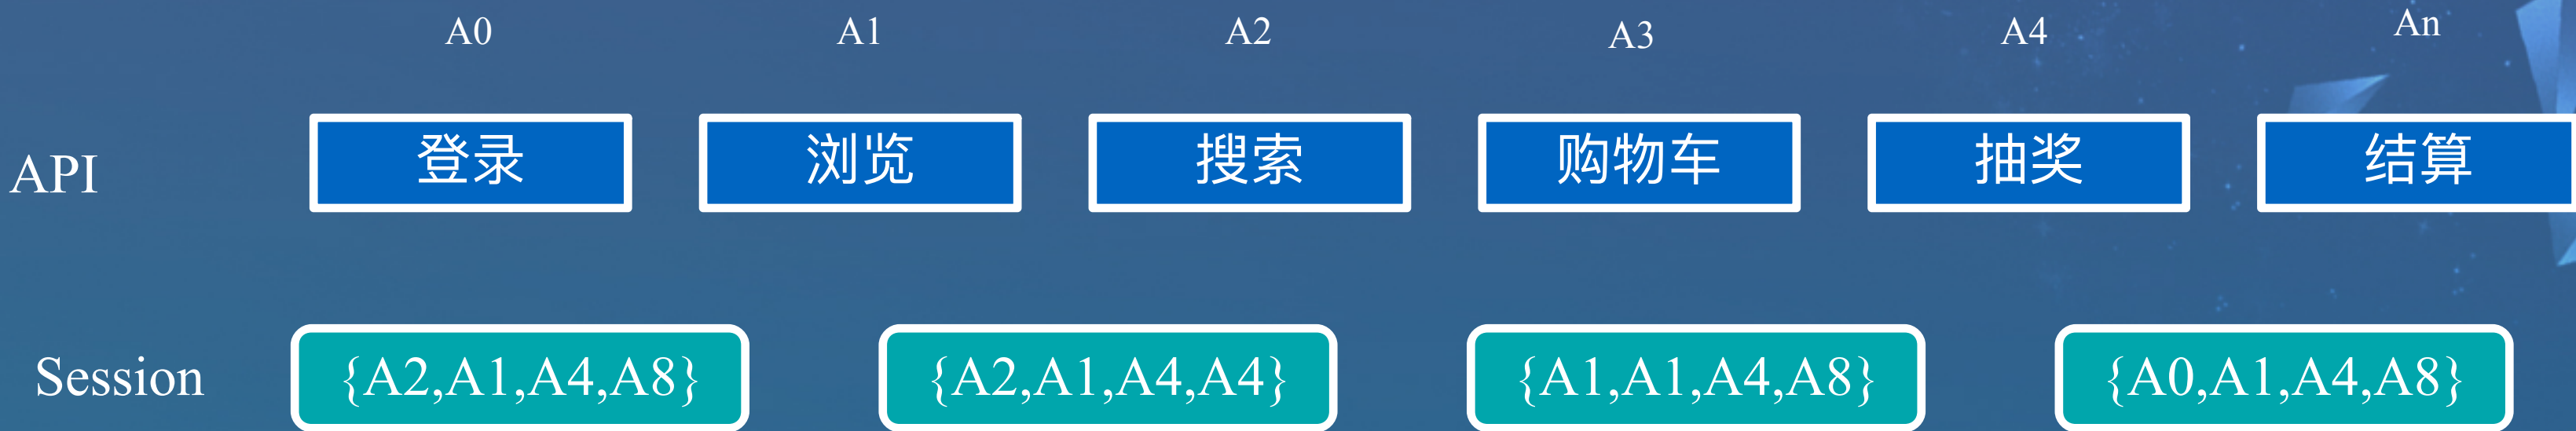 A0 A1 A2 A3 A4 An
API 登录 浏览 搜索 购物车 抽奖 结算
Session {A2,A1,A4,A8} {A2,A1,A4,A4} {A1,A1,A4,A8} {A0,A1,A4,A8}